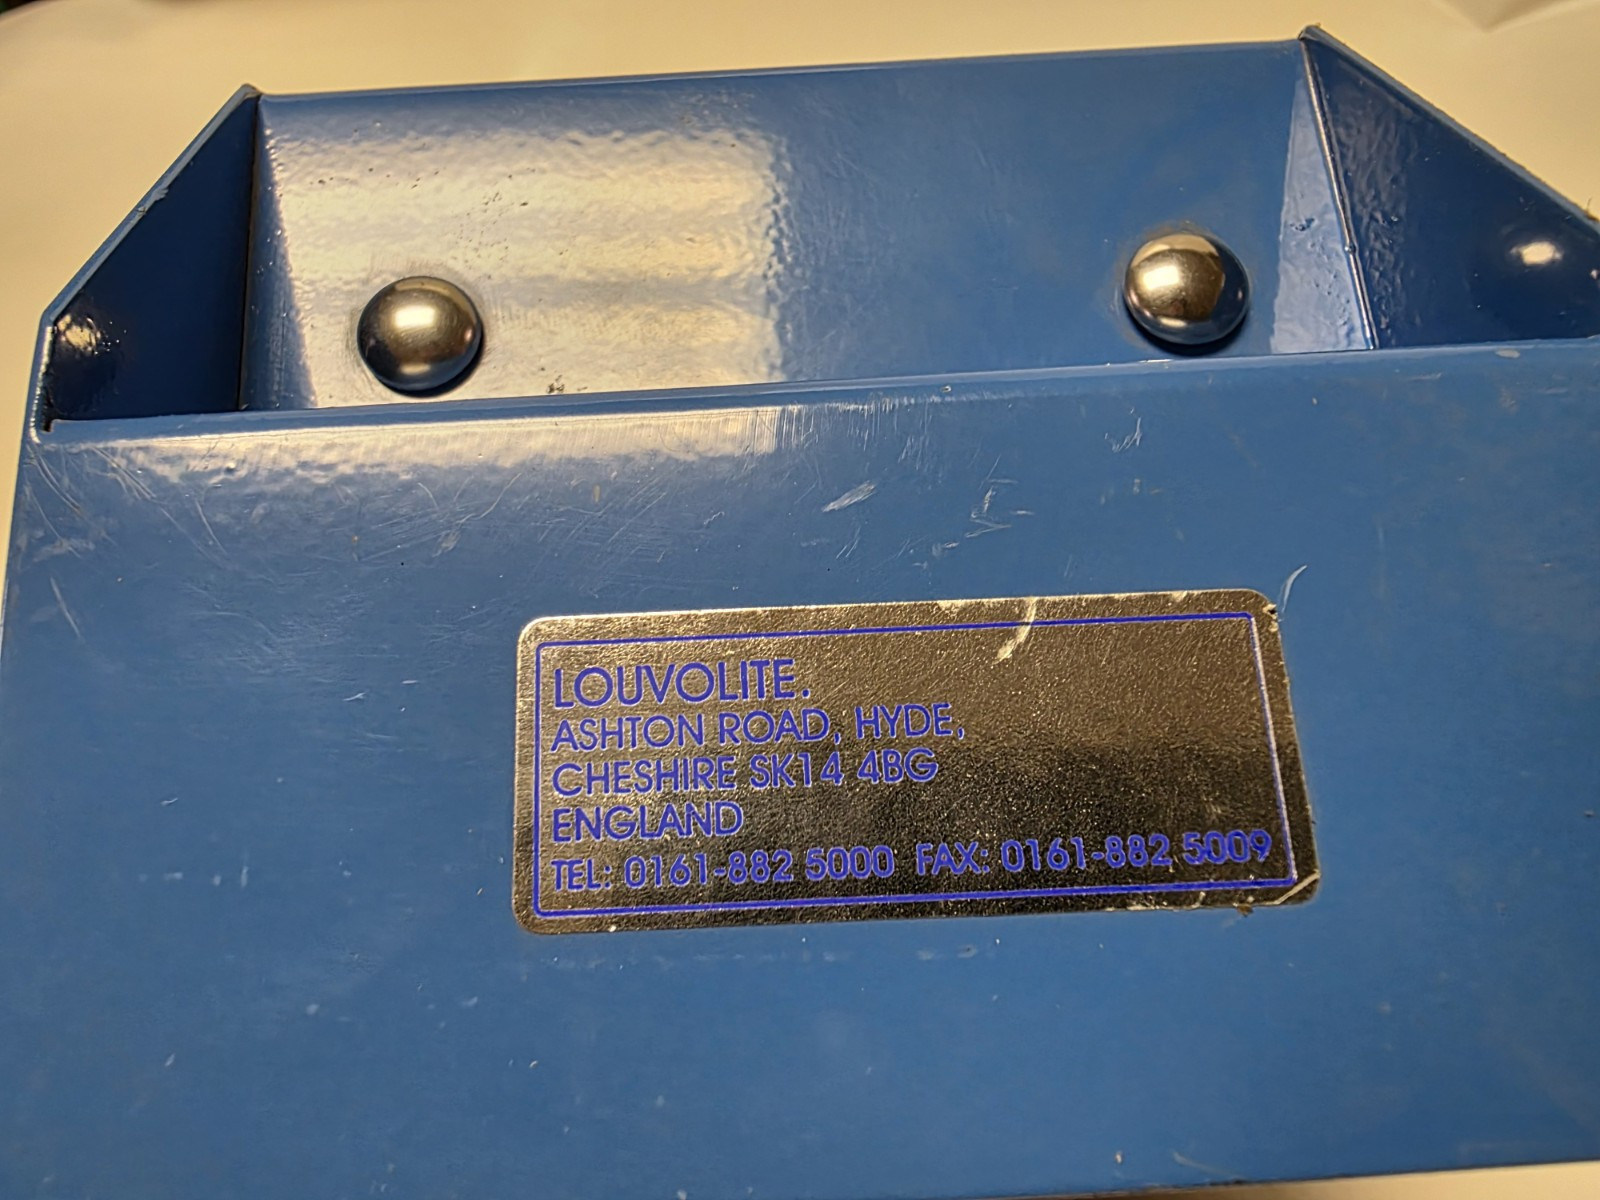 LOUVOLITE.
ASHTON ROAD, HYDE,
CHESHIRE SK14 4BG
ENGLAND
TEL: 0161-882 5000 FAX: 0161-882 5009